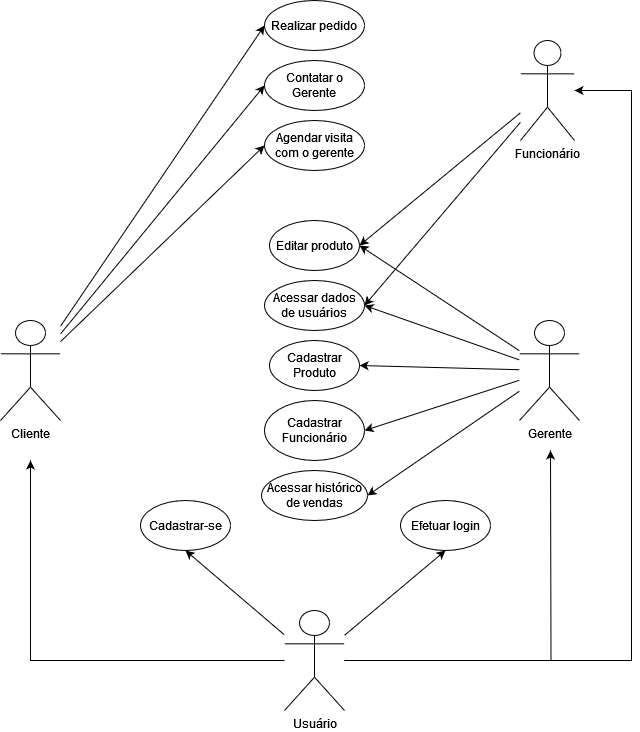 Realizar pedido
Contatar o
Gerente
Agendar visita
com o gerente
Funcionário
Editar produto
Acessar dados
de usuários
Cadastrar
Produto
Cliente
Cadastrar
Funcionário
Gerente
Acessar histórico
de vendas
Cadastrar-se
Efetuar login
Usuário